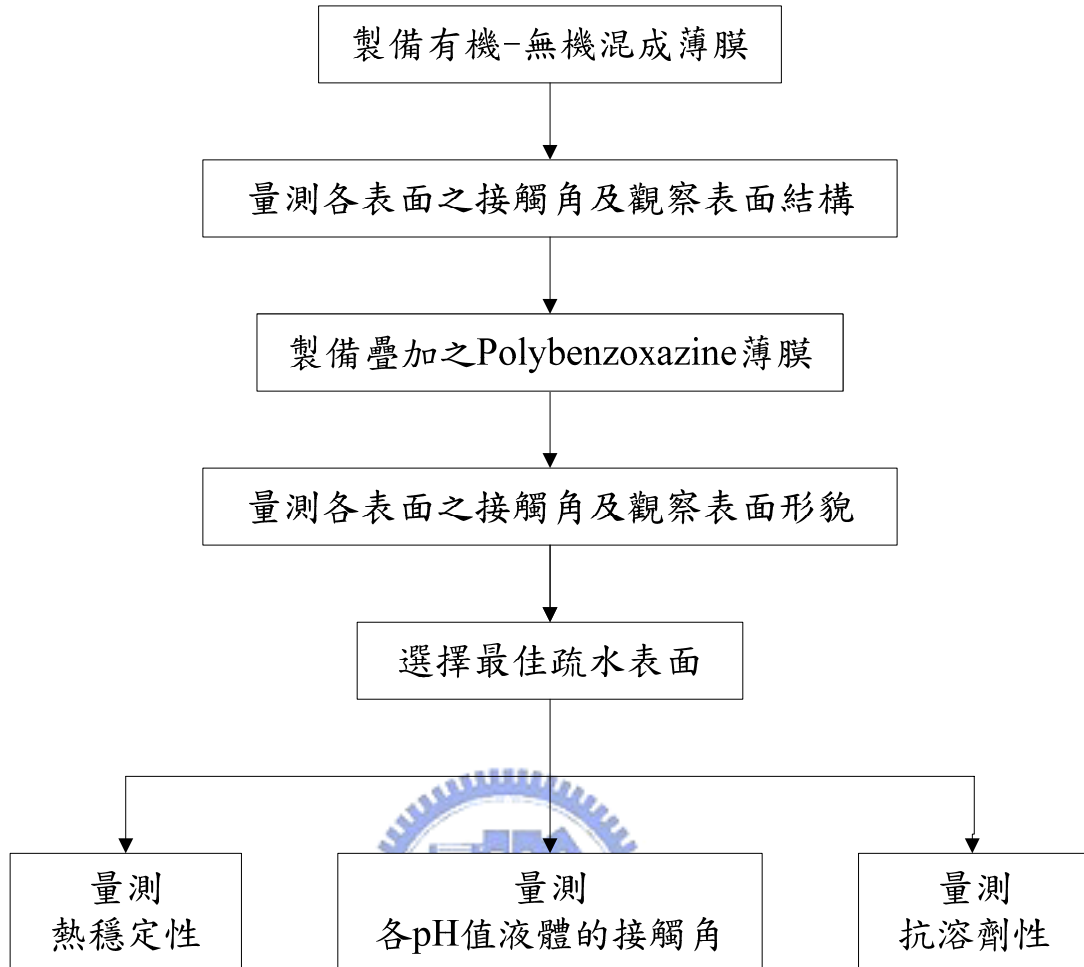 製備有機-無機混成薄膜
量測各表面之接觸角及觀察表面結構
製備疊加之Polybenzoxazine薄膜
量測各表面之接觸角及觀察表面形貌
選擇最佳疏水表面
量測
熱穩定性
量測
各pH值液體的接觸角
量測
抗溶劑性